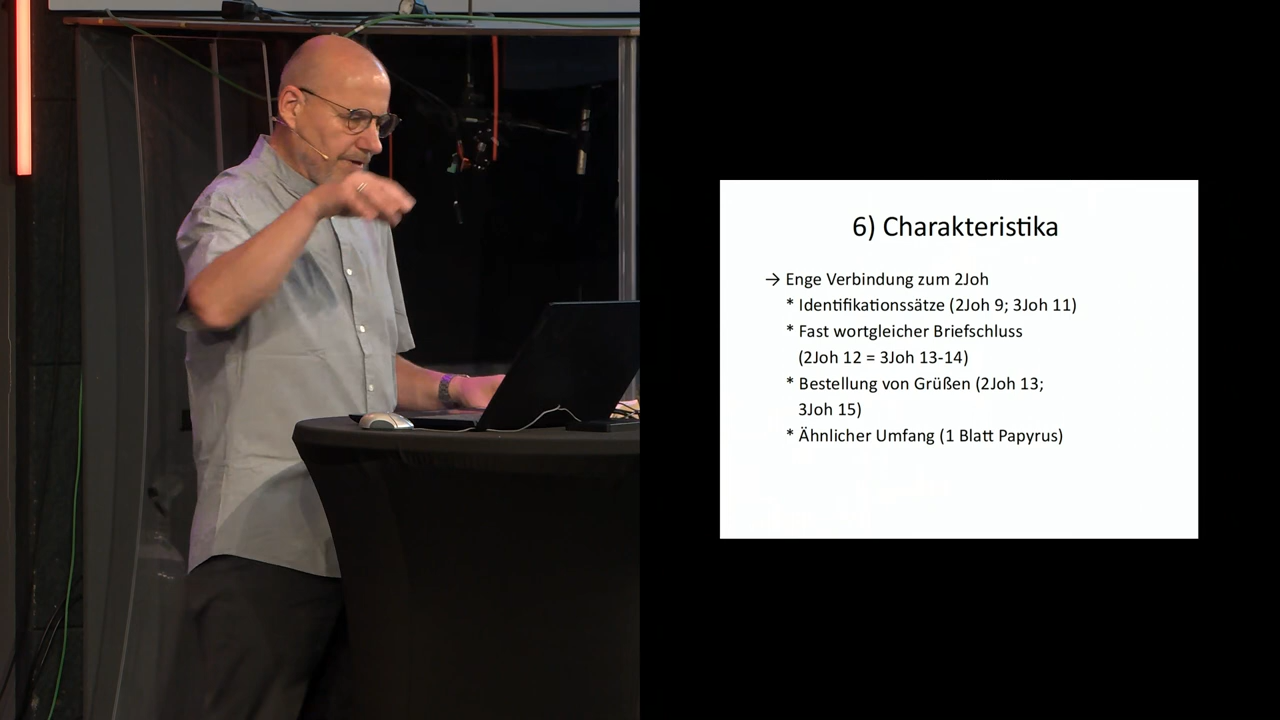 6) Charakteristika
→ Enge Verbindung zum 2Joh
* Identifikationssätze (2Joh 9; 3Joh 11)
* Fast wortgleicher Briefschluss
(2Joh 12 = 3Joh 13-14)
* Bestellung von Grüßen (2Joh 13;
3Joh 15)
* Ähnlicher Umfang (1 Blatt Papyrus)